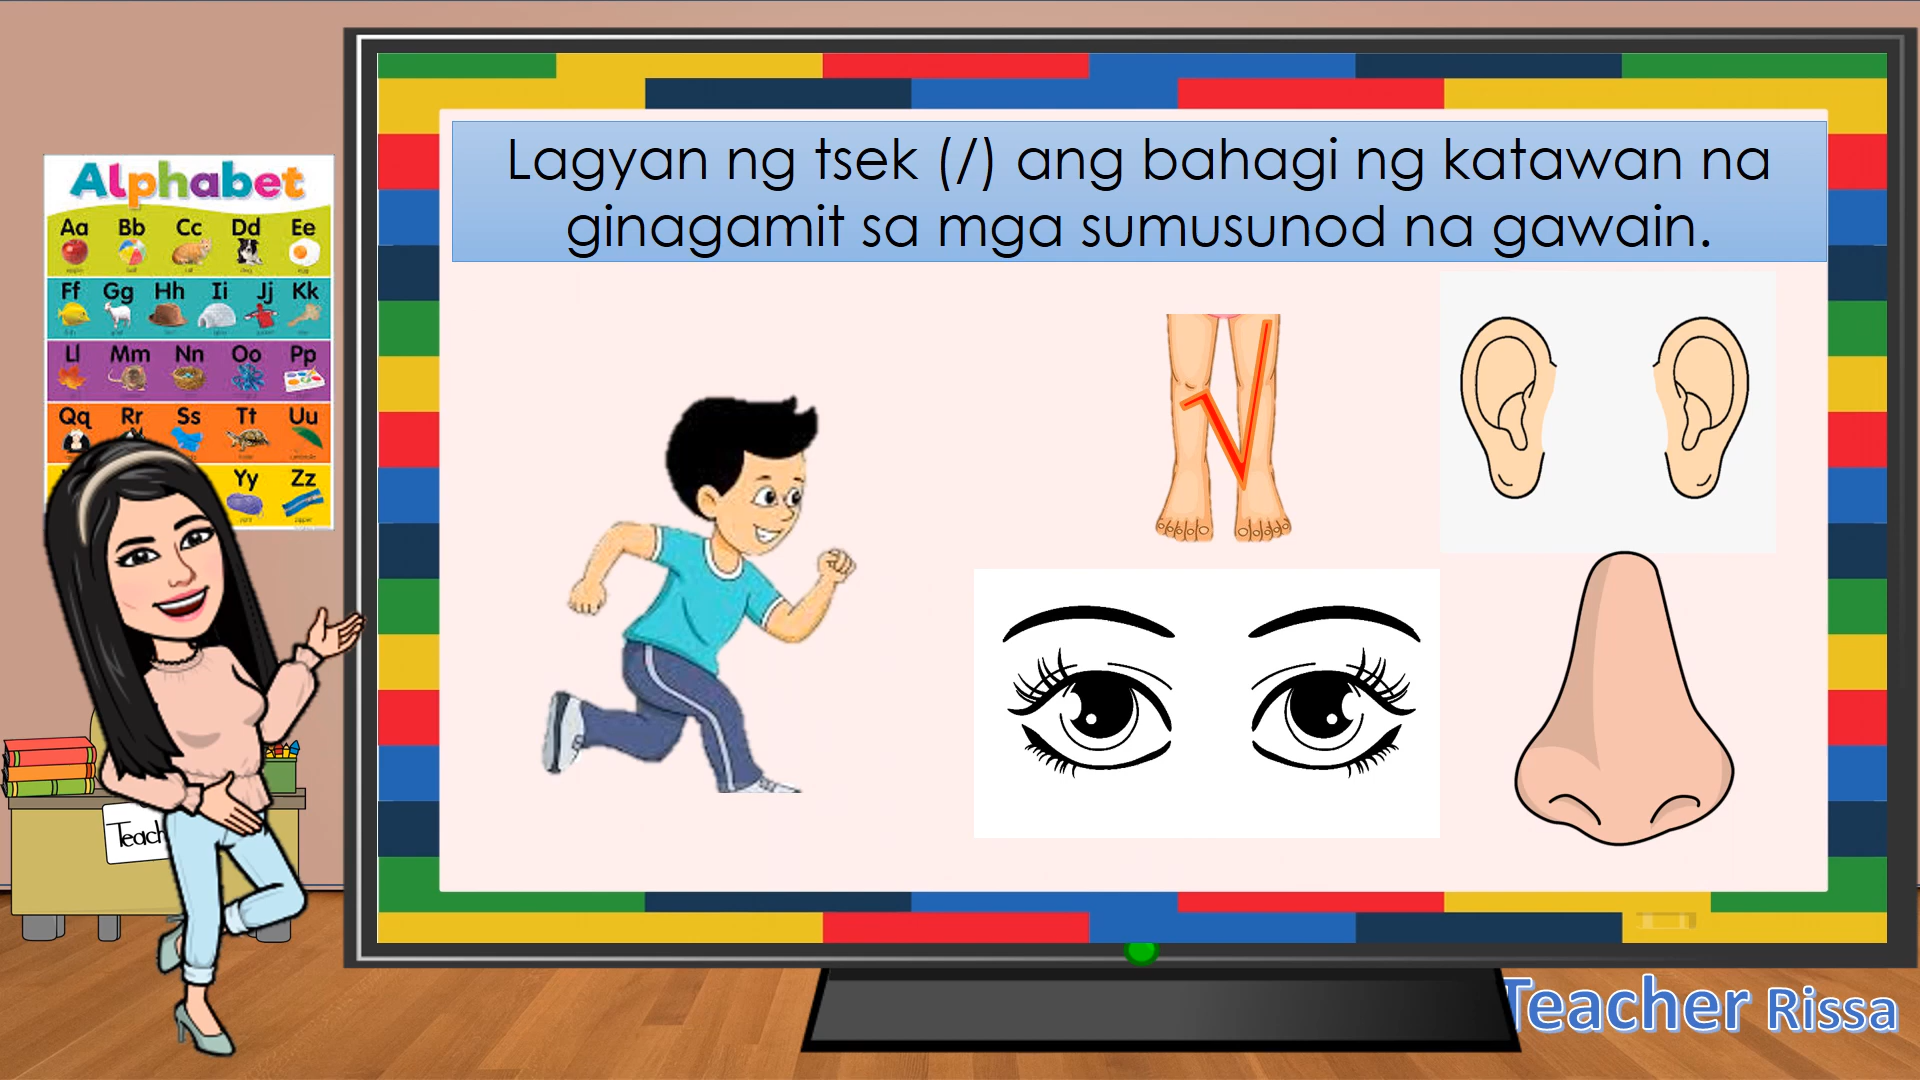 Lagyan ng tsek (/) ang bahagi ng katawan na
ginagamit sa mga sumusunod na gawain.
Alphabet
Aa Bb Cc Dd Ee
Ff Gg Hh Ii Jj Kk
Ll Mm Nn Oo Pp
Qq Rr Ss Tt Uu
Yy Zz
Teacher Rissa